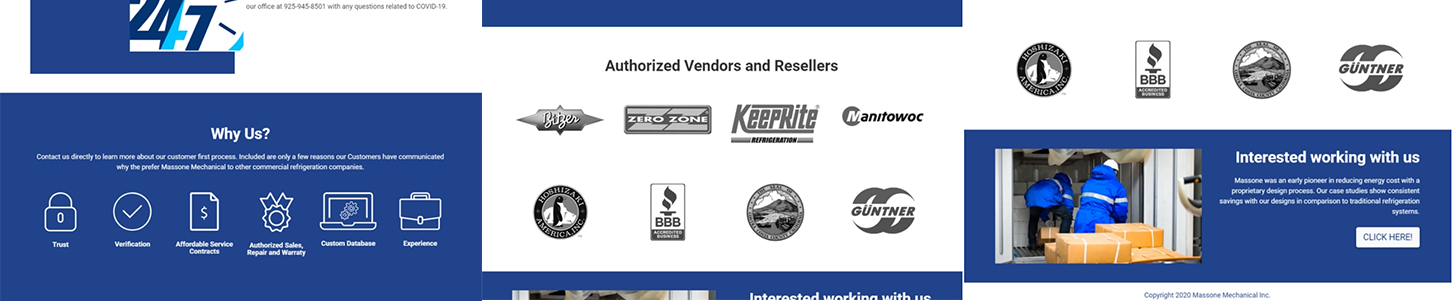 24/7
our office at 925-945-8501 with any questions related to COVID-19.
Why Us?
Contact us directly to learn more about our customer first process. Included are only a few reasons our Customers have communicated
why the prefer Massone Mechanical to other commercial refrigeration companies.
Trust
Verification
Affordable Service
Contracts
Authorized Sales,
Repair and Warraty
Custom Database
Experience
Authorized Vendors and Resellers
Bitzer
ZERO ZONE
KeepRite
REFRIGERATION
Manitowoc
HOSHIZAKI
AMERICA, INC.
BBB
ACCREDITED
BUSINESS
GÜNTNER
Interested working with us
HOSHIZAKI
AMERICA, INC.
BBB
ACCREDITED
BUSINESS
GÜNTNER
Interested working with us
Massone was an early pioneer in reducing energy cost with a
proprietary design process. Our case studies show consistent
savings with our designs in comparison to traditional refrigeration
systems.
CLICK HERE!
Copyright 2020 Massone Mechanical Inc.